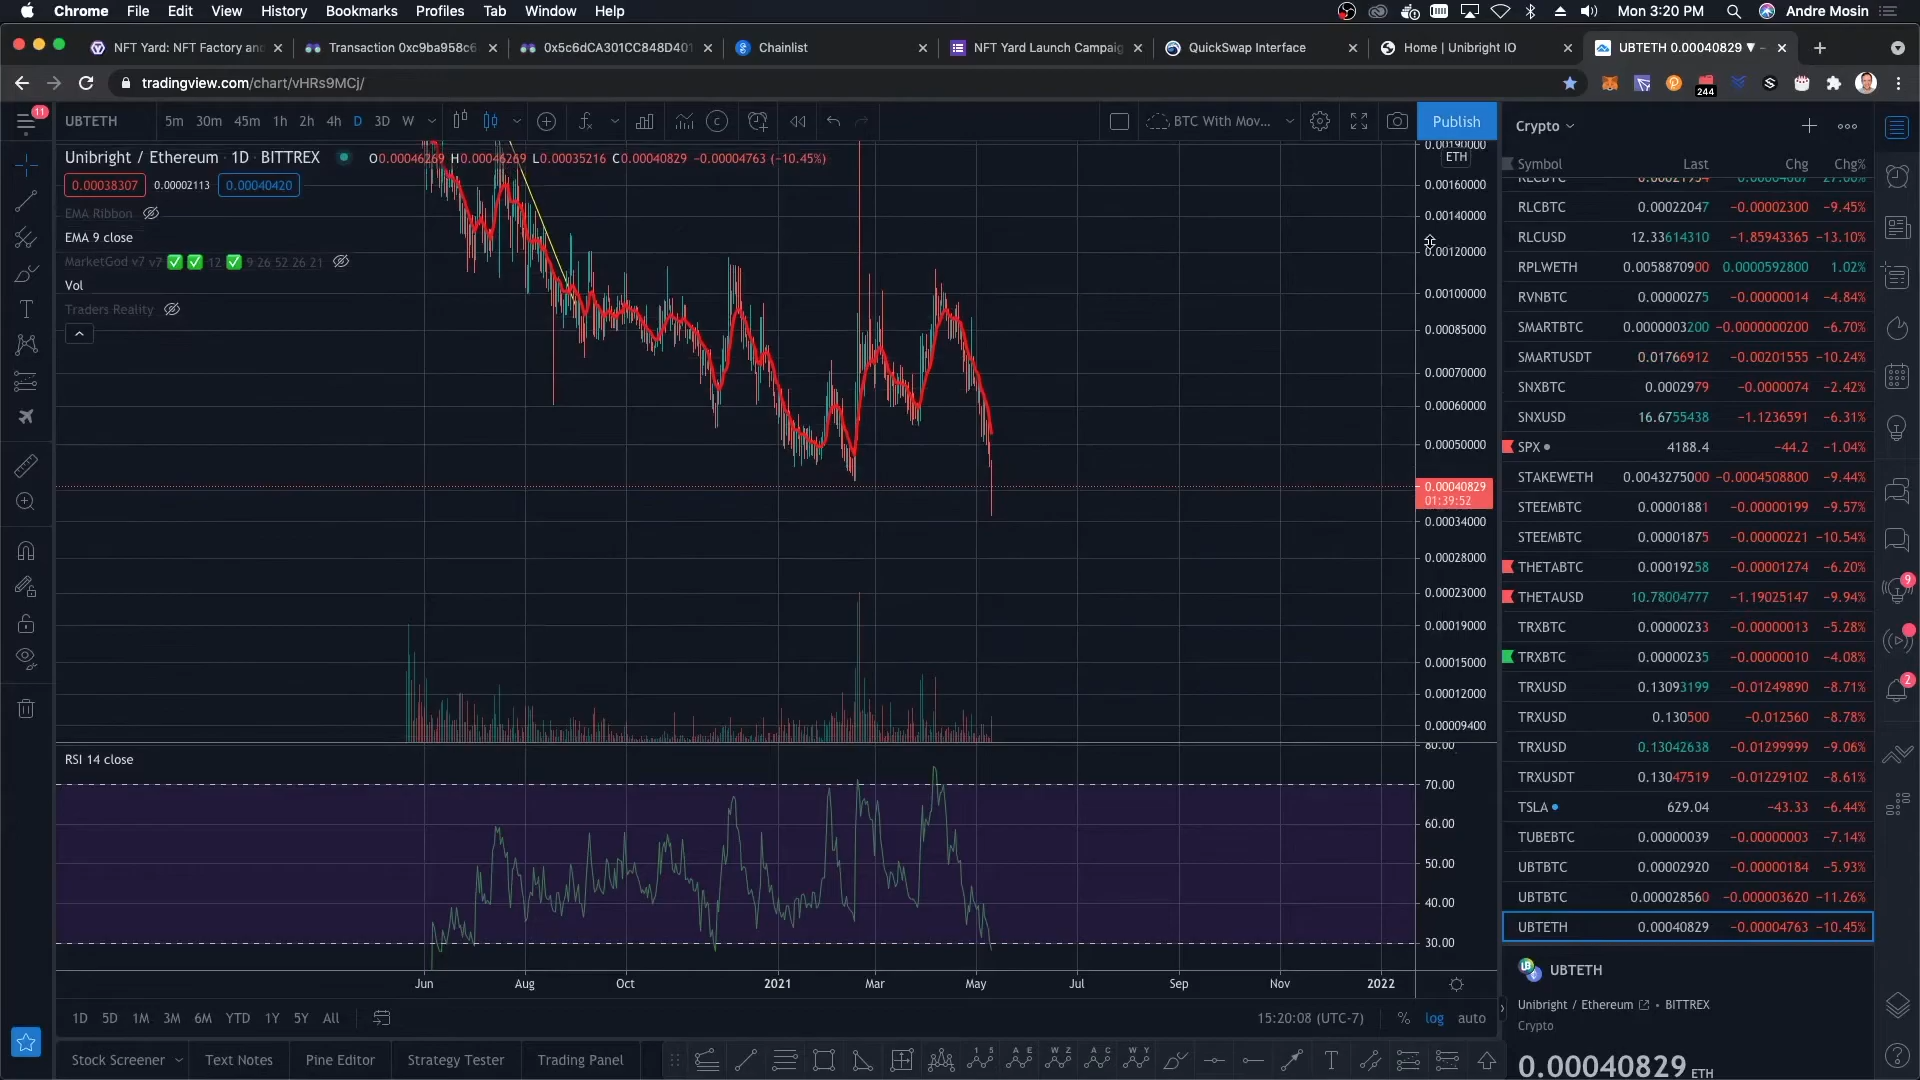 Chrome File Edit View History Bookmarks Profiles Tab Window Help Mon 3:20 PM Andre Mosin
NFT Yard: NFT Factory an Transaction 0xc9ba958c6 0x5c6dCA301CC848D401 Chainlist NFT Yard Launch Campaig QuickSwap Interface Home | Unibright IO UBTETH 0.00040829 ▼ –
tradingview.com/chart/vHRs9MCj/
244
11
UBTETH 5m 30m 45m 1h 2h 4h D 3D W BTC With Mov... Publish
Unibright / Ethereum 1D BITTREX O0.00046269 H0.00046269 L0.00035216 C0.00040829 −0.00004763 (−10.45%)
0.00038307 0.00002113 0.00040420
EMA Ribbon
EMA 9 close
MarketGod v7 v7 ✅ ✅ 12 ✅ 9 26 52 26 21
Vol
Traders Reality
0.00190000
ETH
0.00160000
0.00140000
0.00120000
0.00100000
0.00085000
0.00070000
0.00060000
0.00050000
0.00040829
01:39:52
0.00034000
0.00028000
0.00023000
0.00019000
0.00015000
0.00012000
0.00009400
RSI 14 close
80.00
70.00
60.00
50.00
40.00
30.00
Jun Aug Oct 2021 Mar May Jul Sep Nov 2022
1D 5D 1M 3M 6M YTD 1Y 5Y All 15:20:08 (UTC-7) % log auto
Stock Screener Text Notes Pine Editor Strategy Tester Trading Panel
Crypto
Symbol Last Chg Chg%
RLCBTC 0.00022047 −0.00002300 −9.45%
RLCUSD 12.33614310 −1.85943365 −13.10%
RPLWETH 0.0058870900 0.0000592800 1.02%
RVNBTC 0.00000275 −0.00000014 −4.84%
SMARTBTC 0.0000003200 −0.0000000200 −6.70%
SMARTUSDT 0.01766912 −0.00201555 −10.24%
SNXBTC 0.0002979 −0.0000074 −2.42%
SNXUSD 16.6755438 −1.1236591 −6.31%
SPX 4188.4 −44.2 −1.04%
STAKEWETH 0.0043275000 −0.0004508800 −9.44%
STEEMBTC 0.00001881 −0.00000199 −9.57%
STEEMBTC 0.00001875 −0.00000221 −10.54%
THETABTC 0.00019258 −0.00001274 −6.20%
THETAUSD 10.78004777 −1.19025147 −9.94%
TRXBTC 0.00000233 −0.00000013 −5.28%
TRXBTC 0.00000235 −0.00000010 −4.08%
TRXUSD 0.13093199 −0.01249890 −8.71%
TRXUSD 0.130500 −0.012560 −8.78%
TRXUSD 0.13042638 −0.01299999 −9.06%
TRXUSDT 0.13047519 −0.01229102 −8.61%
TSLA 629.04 −43.33 −6.44%
TUBEBTC 0.00000039 −0.00000003 −7.14%
UBTBTC 0.00002920 −0.00000184 −5.93%
UBTBTC 0.000028560 −0.000003620 −11.26%
UBTETH 0.00040829 −0.00004763 −10.45%
UBTETH
Unibright / Ethereum • BITTREX
Crypto
0.00040829 ETH
9
2